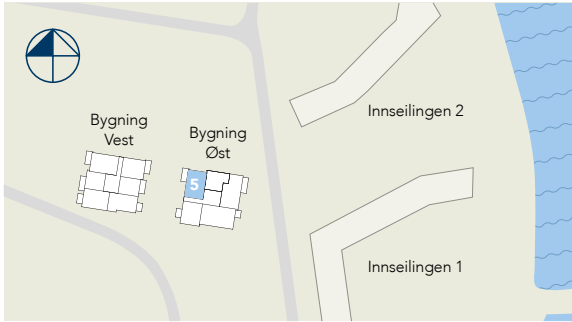 Innseilingen 2
Bygning
Vest
Bygning
Øst
5
Innseilingen 1